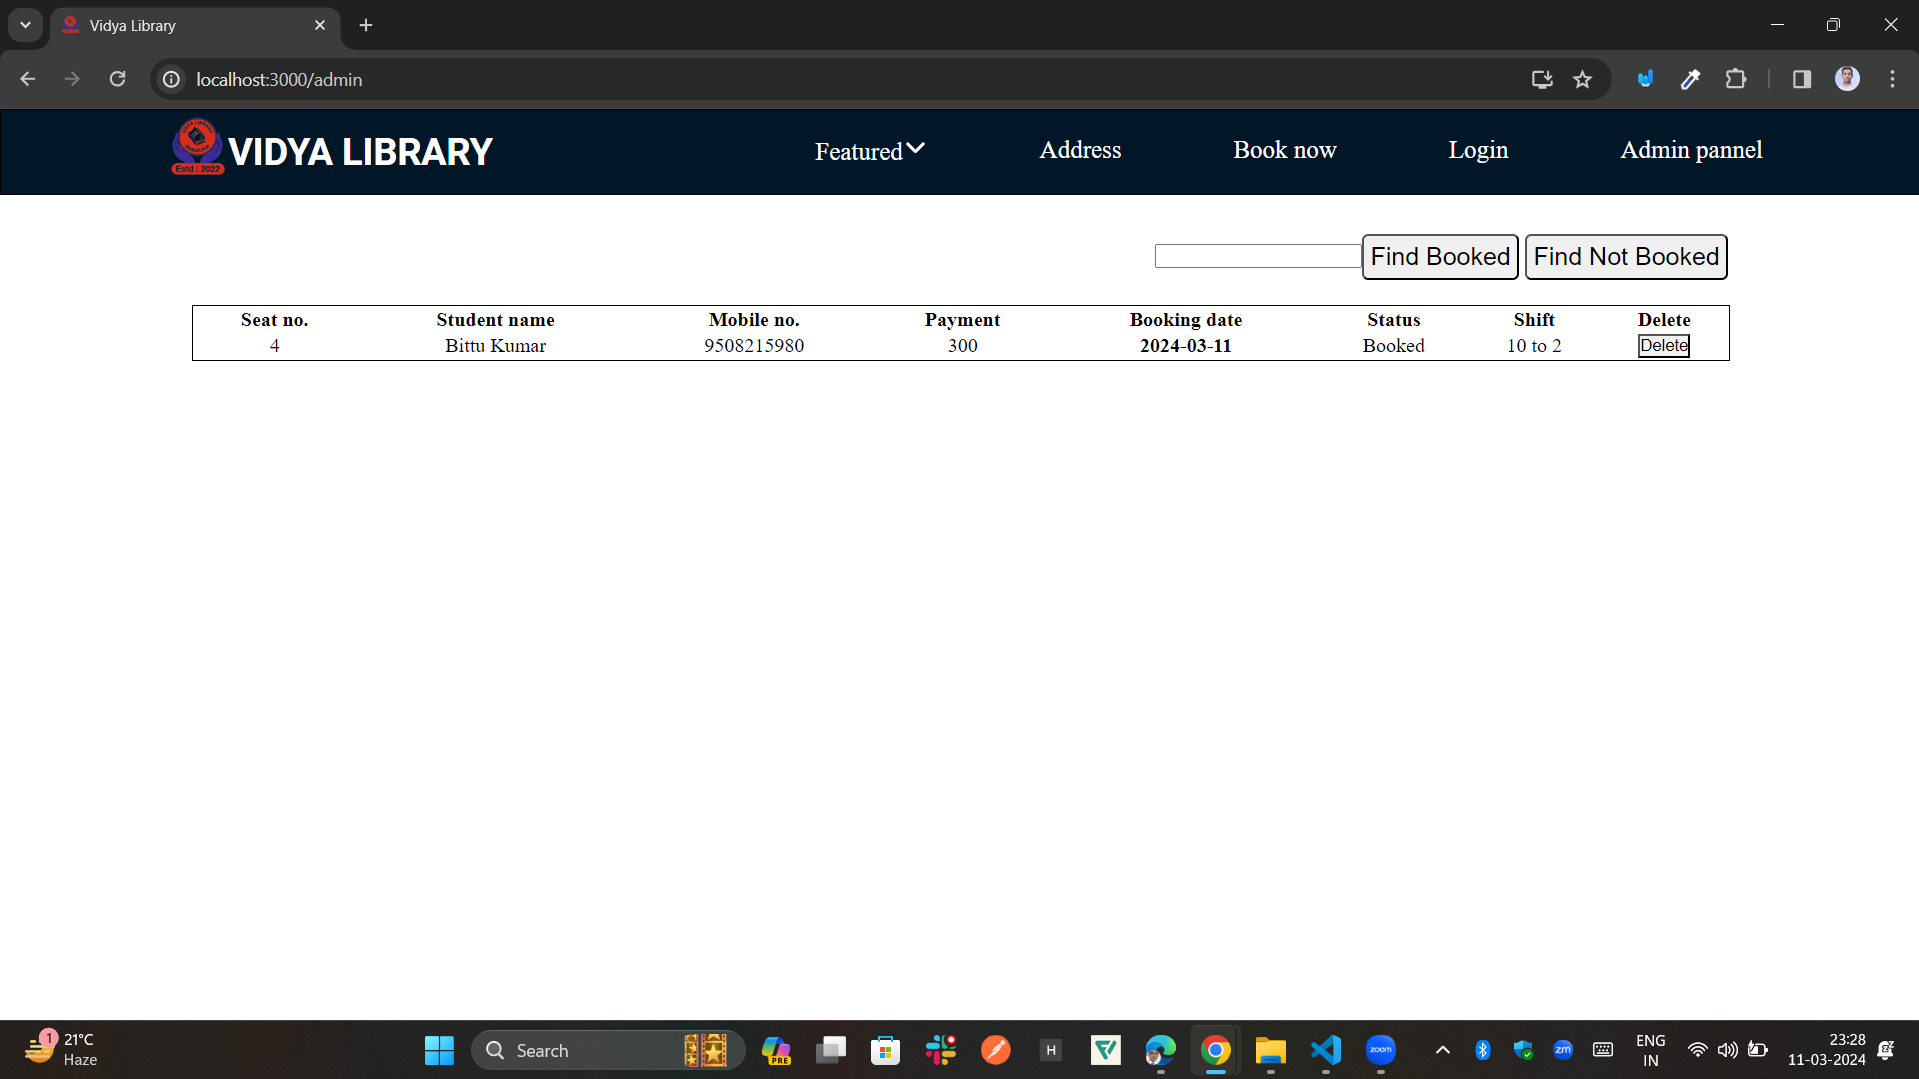 Vidya Library
localhost:3000/admin
Estd : 2022
VIDYA LIBRARY
Featured Address Book now Login Admin pannel
Find Booked Find Not Booked
Seat no. Student name Mobile no. Payment Booking date Status Shift Delete
4 Bittu Kumar 9508215980 300 2024-03-11 Booked 10 to 2 Delete
1 21°C
Haze
Search
PRE
H
zoom
zm
ENG
IN
23:28
11-03-2024